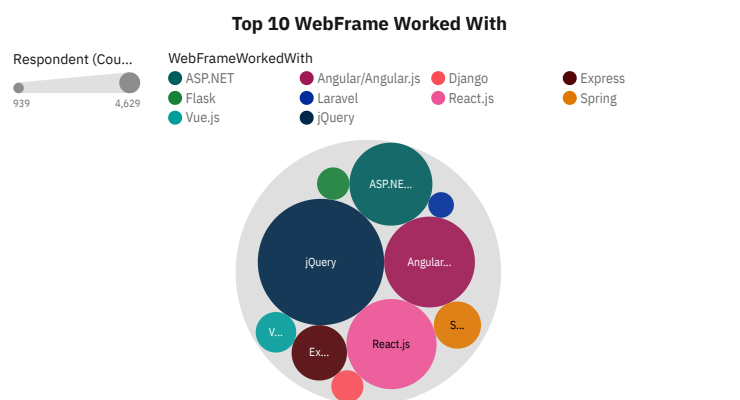 Top 10 WebFrame Worked With
Respondent (Cou...
939 4,629
WebFrameWorkedWith
ASP.NET Angular/Angular.js Django Express
Flask Laravel React.js Spring
Vue.js jQuery
ASP.NE...
jQuery Angular...
V... S...
Ex... React.js